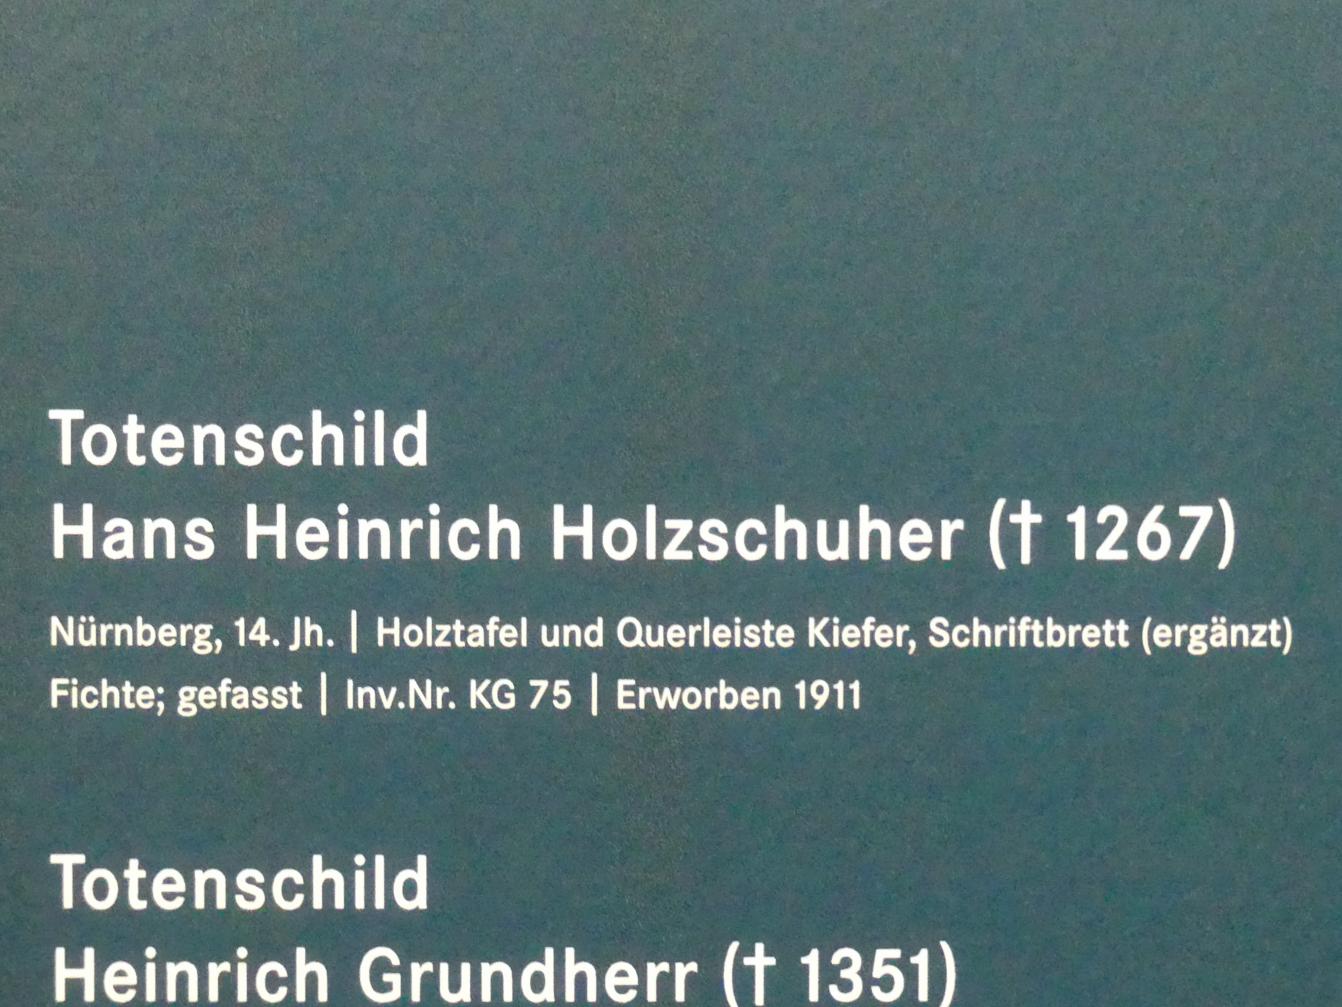 Totenschild
Hans Heinrich Holzschuher († 1267)
Nürnberg, 14. Jh. | Holztafel und Querleiste Kiefer, Schriftbrett (ergänzt)
Fichte; gefasst | Inv.Nr. KG 75 | Erworben 1911
Totenschild
Heinrich Grundherr († 1351)